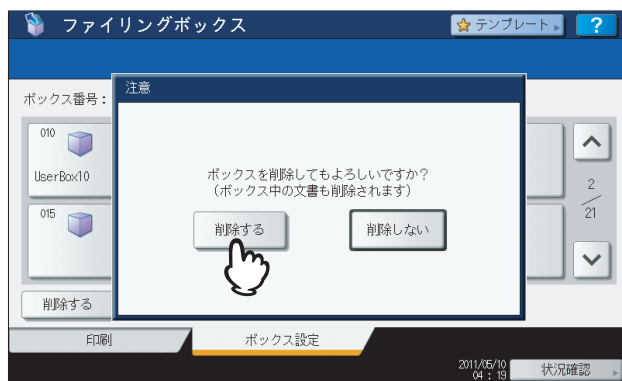 ファイリングボックス
テンプレート
?
ボックス番号：
注意
010
UserBox10
ボックスを削除してもよろしいですか？
（ボックス中の文書も削除されます）
2
21
015
削除する
削除しない
削除する
印刷
ボックス設定
2011/05/10
04 : 19
状況確認